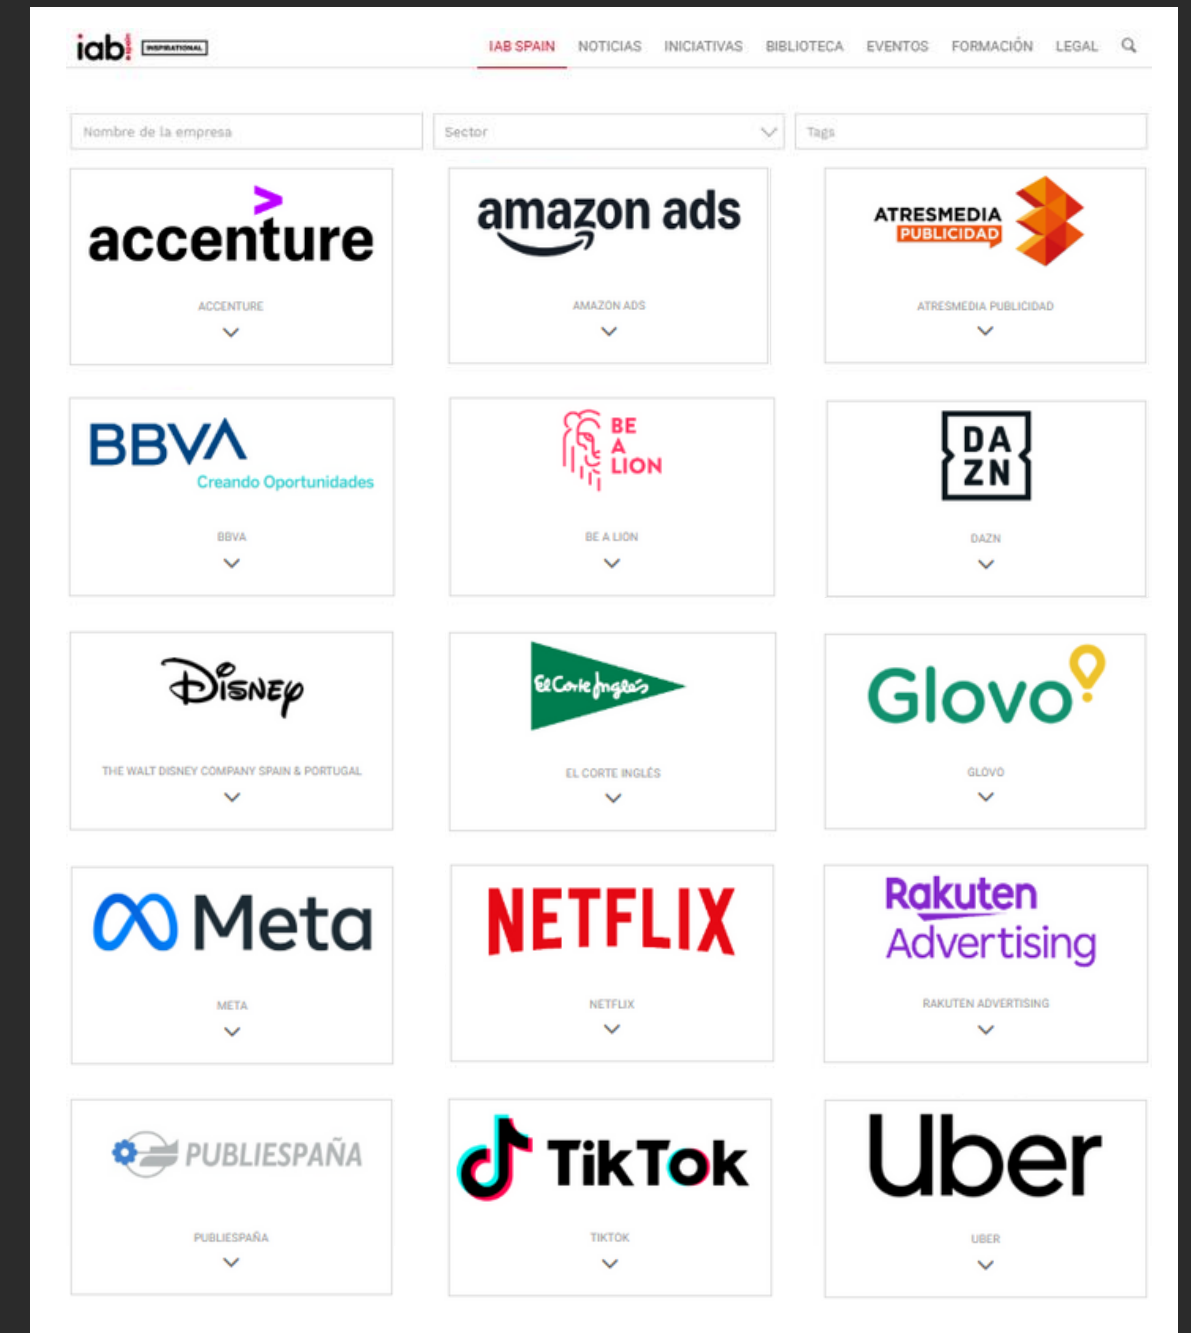 iab! spain INSPIRATIONAL
IAB SPAIN NOTICIAS INICIATIVAS BIBLIOTECA EVENTOS FORMACIÓN LEGAL
Nombre de la empresa Sector Tags
accenture
ACCENTURE
amazon ads
AMAZON ADS
ATRESMEDIA
PUBLICIDAD
ATRESMEDIA PUBLICIDAD
BBVA
Creando Oportunidades
BBVA
BE
A
LION
BE A LION
DA
ZN
DAZN
Disney
THE WALT DISNEY COMPANY SPAIN & PORTUGAL
El Corte Inglés
EL CORTE INGLÉS
Glovo
GLOVO
Meta
META
NETFLIX
NETFLIX
Rakuten
Advertising
RAKUTEN ADVERTISING
PUBLIESPAÑA
PUBLIESPAÑA
TikTok
TIKTOK
Uber
UBER